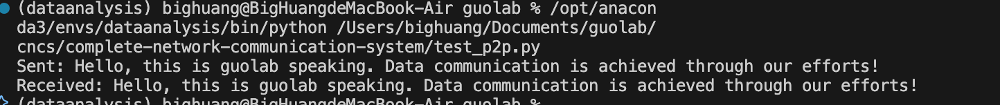 (dataanalysis) bighuang@BigHuangdeMacBook-Air guolab % /opt/anacon
da3/envs/dataanalysis/bin/python /Users/bighuang/Documents/guolab/
cncs/complete-network-communication-system/test_p2p.py
Sent: Hello, this is guolab speaking. Data communication is achieved through our efforts!
Received: Hello, this is guolab speaking. Data communication is achieved through our efforts!
(dataanalysis) bighuang@BigHuangdeMacBook-Air guolab %